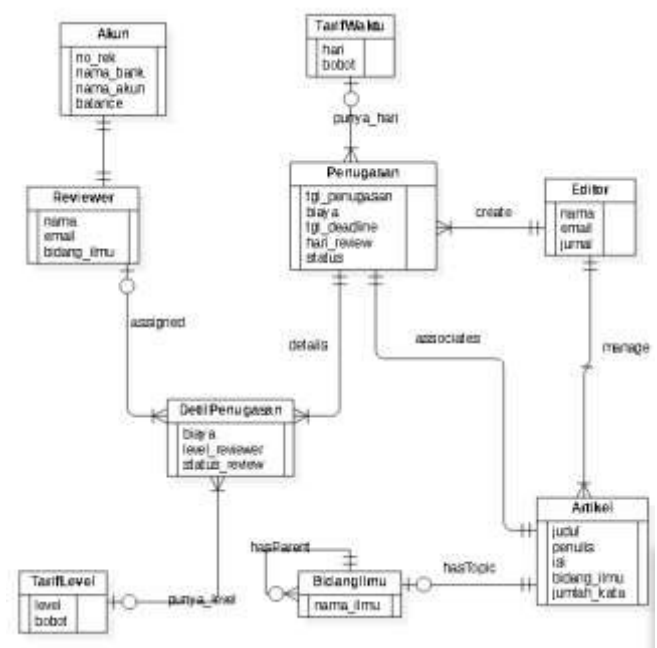 Akun
no_rek
nama_bank
nama_akun
balance
TarifWaktu
hari
bobot
punya_hari
Penugasan
tgl_penugasan
biaya
tgl_deadline
hari_review
status
Reviewer
nama
email
bidang_ilmu
create
Editor
nama
email
jurnal
assigned
details
associates
manage
DetilPenugasan
biaya
level_reviewer
status_review
Artikel
judul
penulis
isi
bidang_ilmu
jumlah_kata
hasParent
BidangIlmu
nama_ilmu
hasTopic
TarifLevel
level
bobot
punya_level